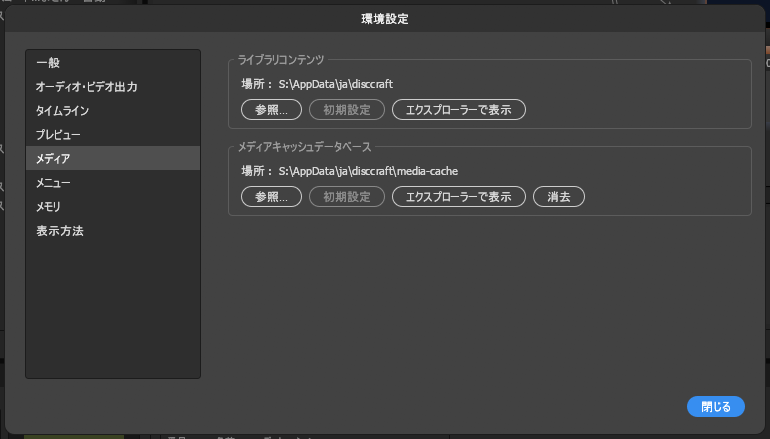 環境設定
一般
オーディオ・ビデオ出力
タイムライン
プレビュー
メディア
メニュー
メモリ
表示方法
ライブラリコンテンツ
場所： S:\AppData\ja\disccraft
参照... 初期設定 エクスプローラーで表示
メディアキャッシュデータベース
場所： S:\AppData\ja\disccraft\media-cache
参照... 初期設定 エクスプローラーで表示 消去
閉じる